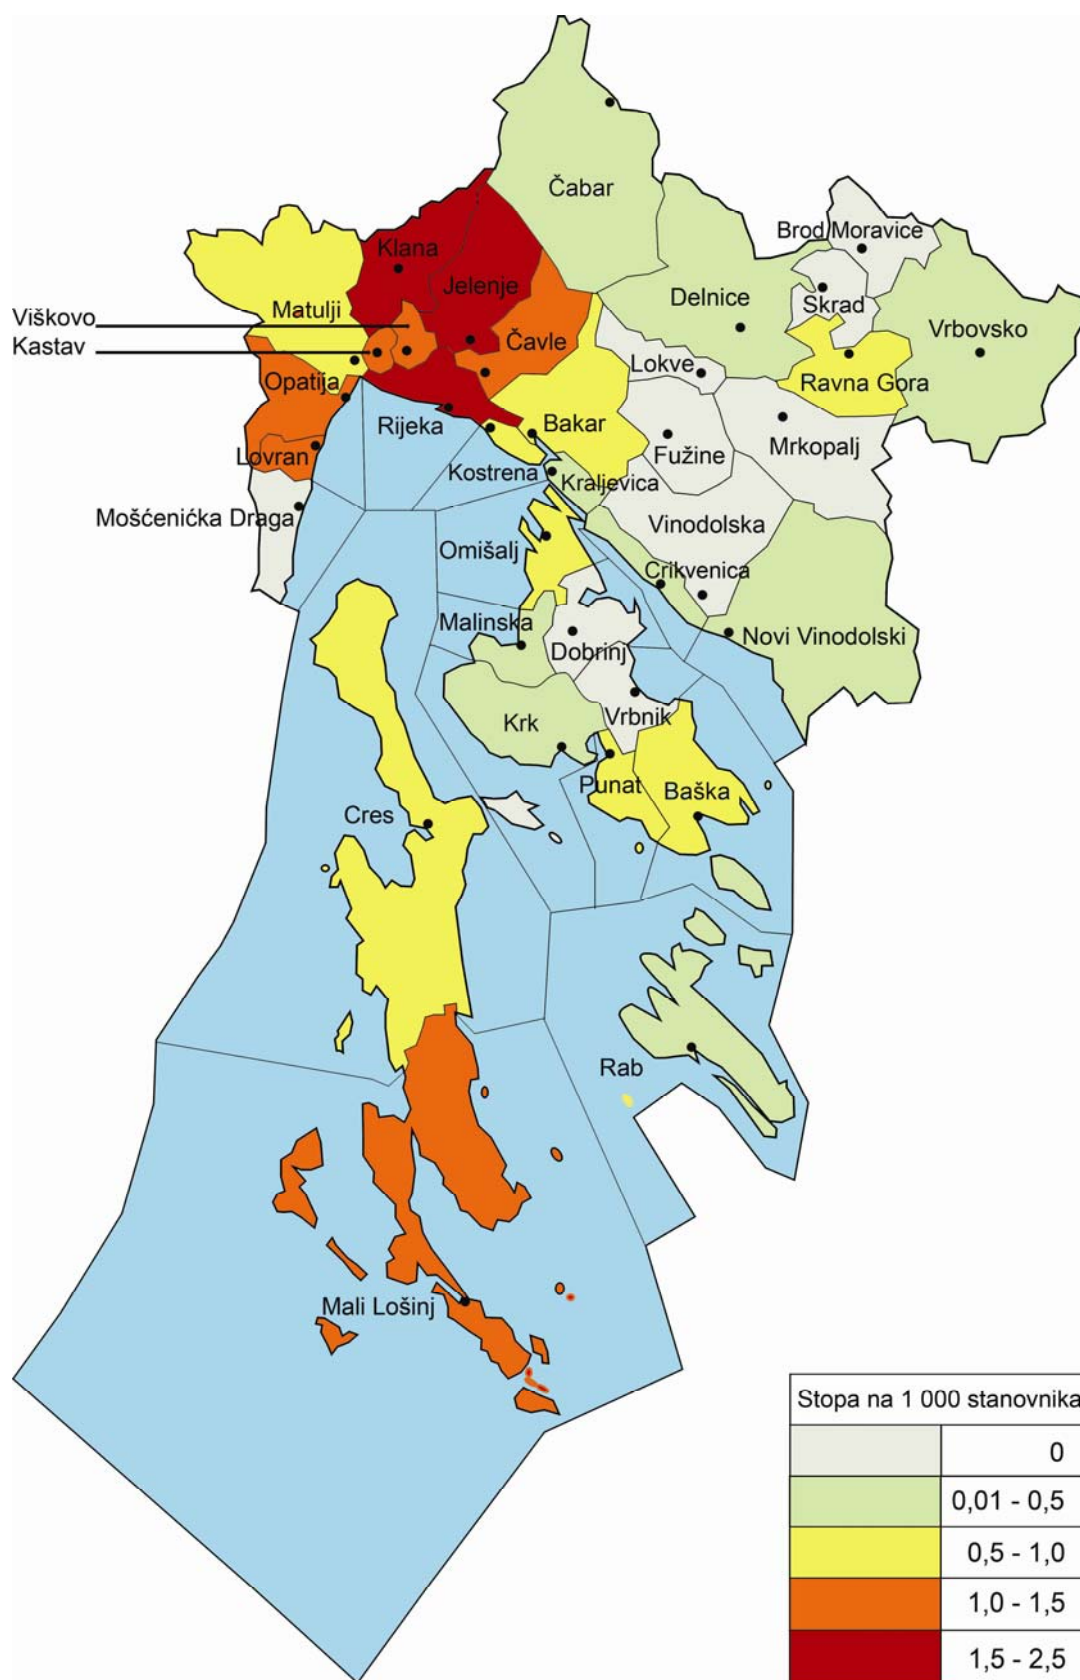 Čabar
Brod Moravice
Klana
Jelenje
Delnice
Skrad
Matulji
Viškovo
Vrbovsko
Kastav
Čavle
Lokve
Opatija
Ravna Gora
Rijeka
Bakar
Mrkopalj
Lovran
Fužine
Kostrena
Kraljevica
Mošćenićka Draga
Vinodolska
Omišalj
Crikvenica
Malinska
Novi Vinodolski
Dobrinj
Krk
Vrbnik
Punat
Baška
Cres
Rab
Mali Lošinj
Stopa na 1 000 stanovnika
0
0,01 - 0,5
0,5 - 1,0
1,0 - 1,5
1,5 - 2,5